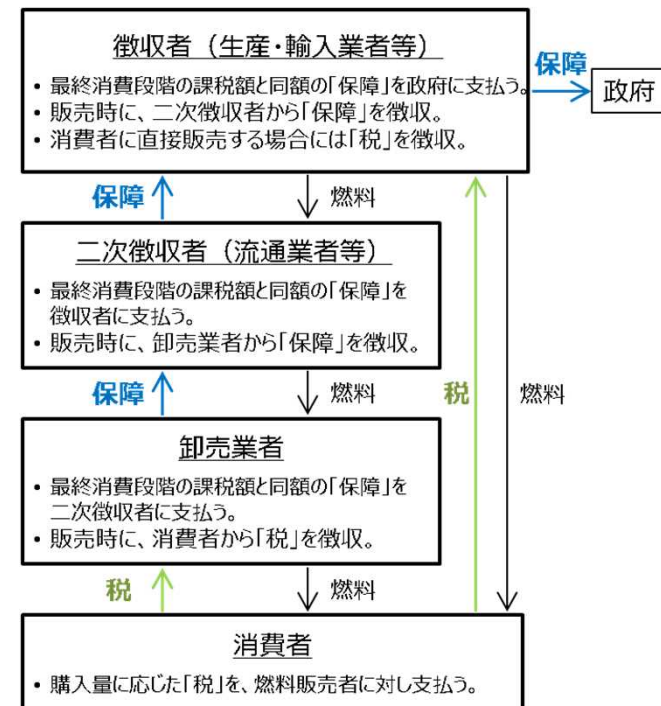 徴収者（生産・輸入業者等）
• 最終消費段階の課税額と同額の「保障」を政府に支払う。
• 販売時に、二次徴収者から「保障」を徴収。
• 消費者に直接販売する場合には「税」を徴収。
保障
政府
保障
燃料
二次徴収者（流通業者等）
• 最終消費段階の課税額と同額の「保障」を
徴収者に支払う。
• 販売時に、卸売業者から「保障」を徴収。
保障
燃料
税
燃料
卸売業者
• 最終消費段階の課税額と同額の「保障」を
二次徴収者に支払う。
• 販売時に、消費者から「税」を徴収。
税
燃料
消費者
• 購入量に応じた「税」を、燃料販売者に対し支払う。